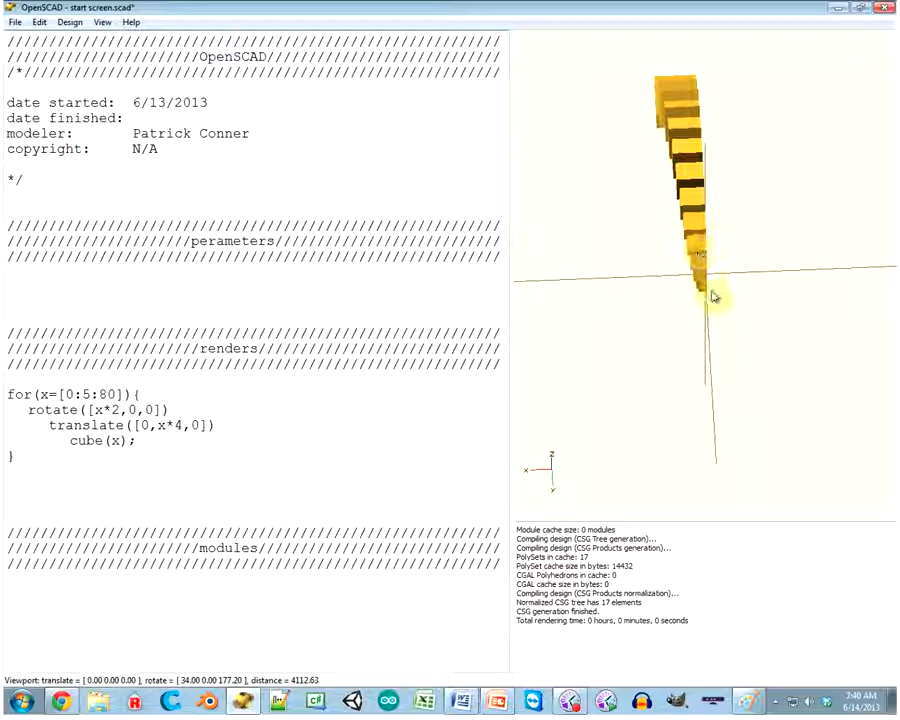 OpenSCAD - start screen.scad*
File Edit Design View Help
///////////////////////////////////////////////////////////
///////////////////////OpenSCAD////////////////////////////
/*/////////////////////////////////////////////////////////
date started: 6/13/2013
date finished:
modeler: Patrick Conner
copyright: N/A
*/
///////////////////////////////////////////////////////////
//////////////////////perameters///////////////////////////
///////////////////////////////////////////////////////////
///////////////////////////////////////////////////////////
///////////////////////renders/////////////////////////////
///////////////////////////////////////////////////////////
for(x=[0:5:80]){
rotate([x*2,0,0])
translate([0,x*4,0])
cube(x);
}
///////////////////////////////////////////////////////////
///////////////////////modules/////////////////////////////
///////////////////////////////////////////////////////////
z
x
y
Module cache size: 0 modules
Compiling design (CSG Tree generation)...
Compiling design (CSG Products generation)...
PolySets in cache: 17
PolySet cache size in bytes: 14432
CGAL Polyhedrons in cache: 0
CGAL cache size in bytes: 0
Compiling design (CSG Products normalization)...
Normalized CSG tree has 17 elements
CSG generation finished.
Total rendering time: 0 hours, 0 minutes, 0 seconds
Viewport: translate = [ 0.00 0.00 0.00 ], rotate = [ 34.00 0.00 177.20 ], distance = 4112.63
7:40 AM
6/14/2013